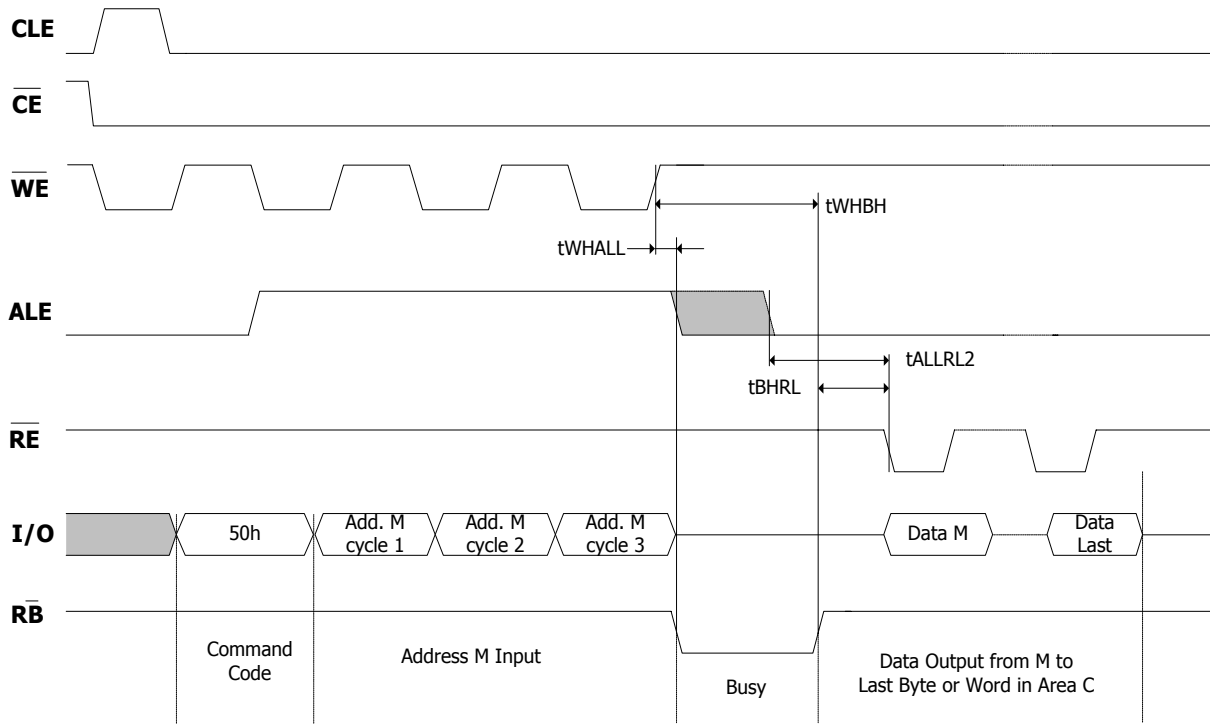 CLE
CE
WE
tWHBH
tWHALL
ALE
tALLRL2
tBHRL
RE
I/O
50h
Add. M
cycle 1
Add. M
cycle 2
Add. M
cycle 3
Data M
Data
Last
RB
Command
Code
Address M Input
Busy
Data Output from M to
Last Byte or Word in Area C